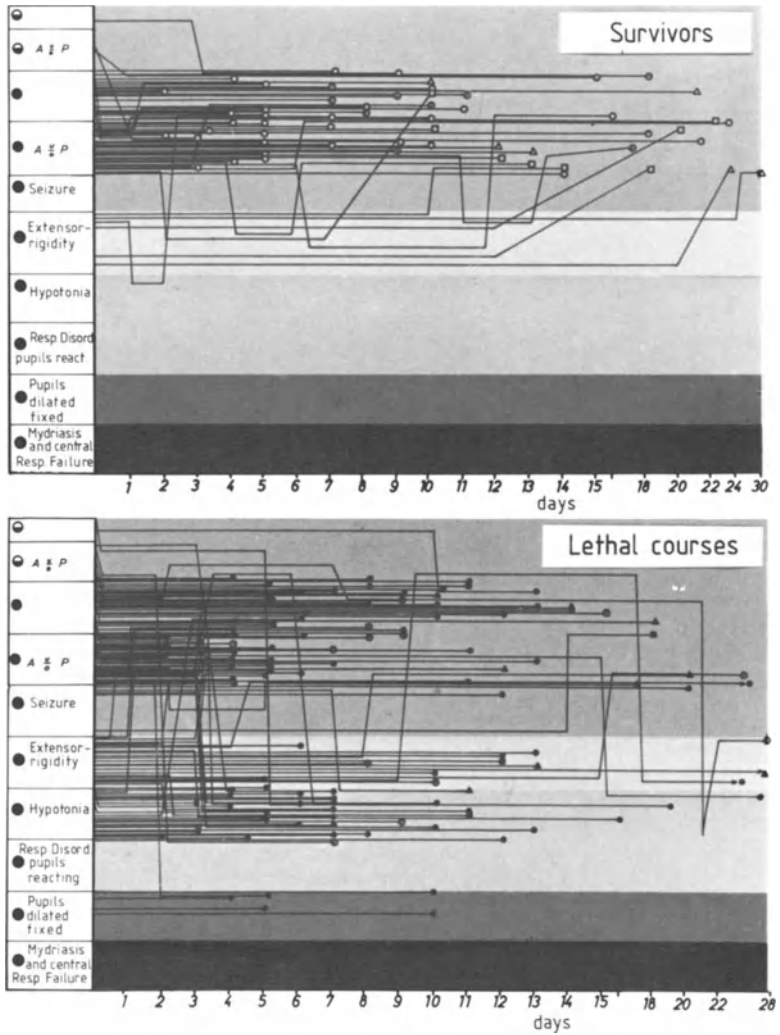 Survivors
A ⁑ P
A ⁑ P
Seizure
Extensor-
rigidity
Hypotonia
Resp. Disord
pupils react
Pupils
dilated
fixed
Mydriasis
and central
Resp. Failure
1 2 3 4 5 6 7 8 9 10 11 12 13 14 15 18 20 22 24 30
days
Lethal courses
A P
A P
Seizure
Extensor-
rigidity
Hypotonia
Resp. Disord
pupils
reacting
Pupils
dilated
fixed
Mydriasis
and central
Resp. Failure
1 2 3 4 5 6 7 8 9 10 11 12 13 14 15 18 20 22 24 28
days